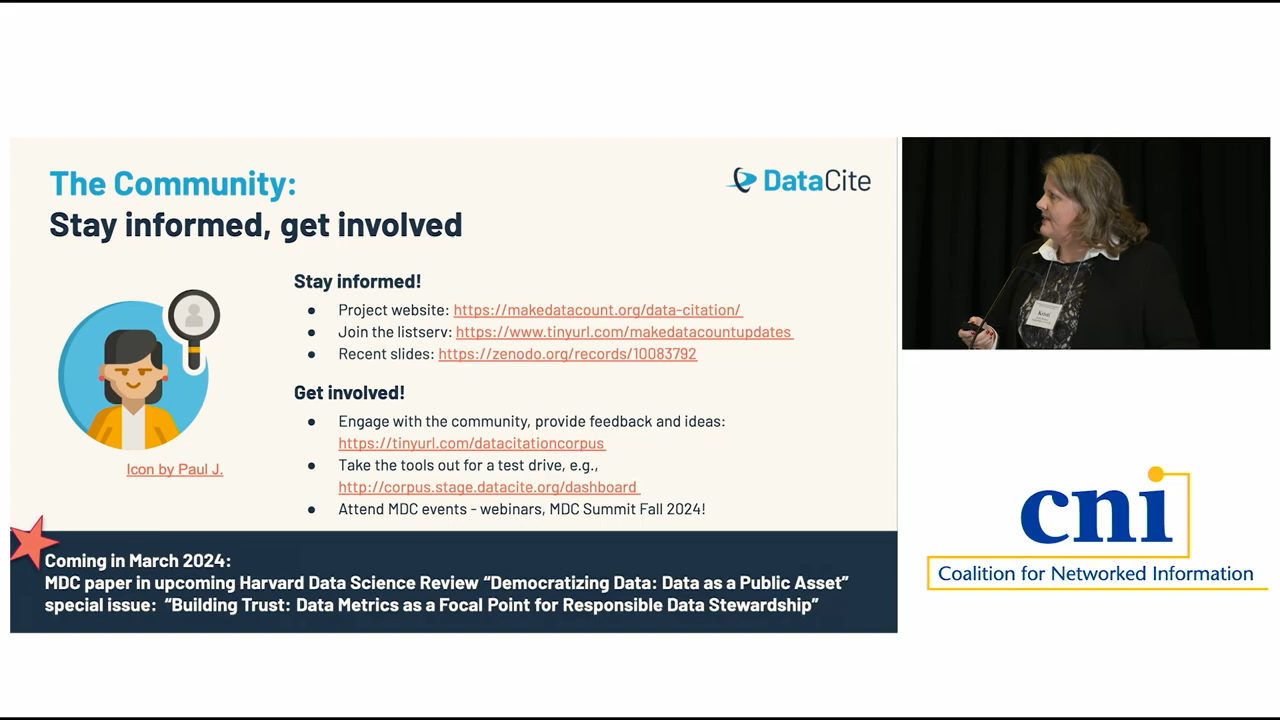 The Community:
Stay informed, get involved
DataCite
Stay informed!
● Project website: https://makedatacount.org/data-citation/
● Join the listserv: https://www.tinyurl.com/makedatacountupdates
● Recent slides: https://zenodo.org/records/10083792
Get involved!
● Engage with the community, provide feedback and ideas:
https://tinyurl.com/datacitationcorpus
● Take the tools out for a test drive, e.g.,
http://corpus.stage.datacite.org/dashboard
● Attend MDC events - webinars, MDC Summit Fall 2024!
Icon by Paul J.
Coming in March 2024:
MDC paper in upcoming Harvard Data Science Review “Democratizing Data: Data as a Public Asset”
special issue: “Building Trust: Data Metrics as a Focal Point for Responsible Data Stewardship”
Kristi
cni
Coalition for Networked Information